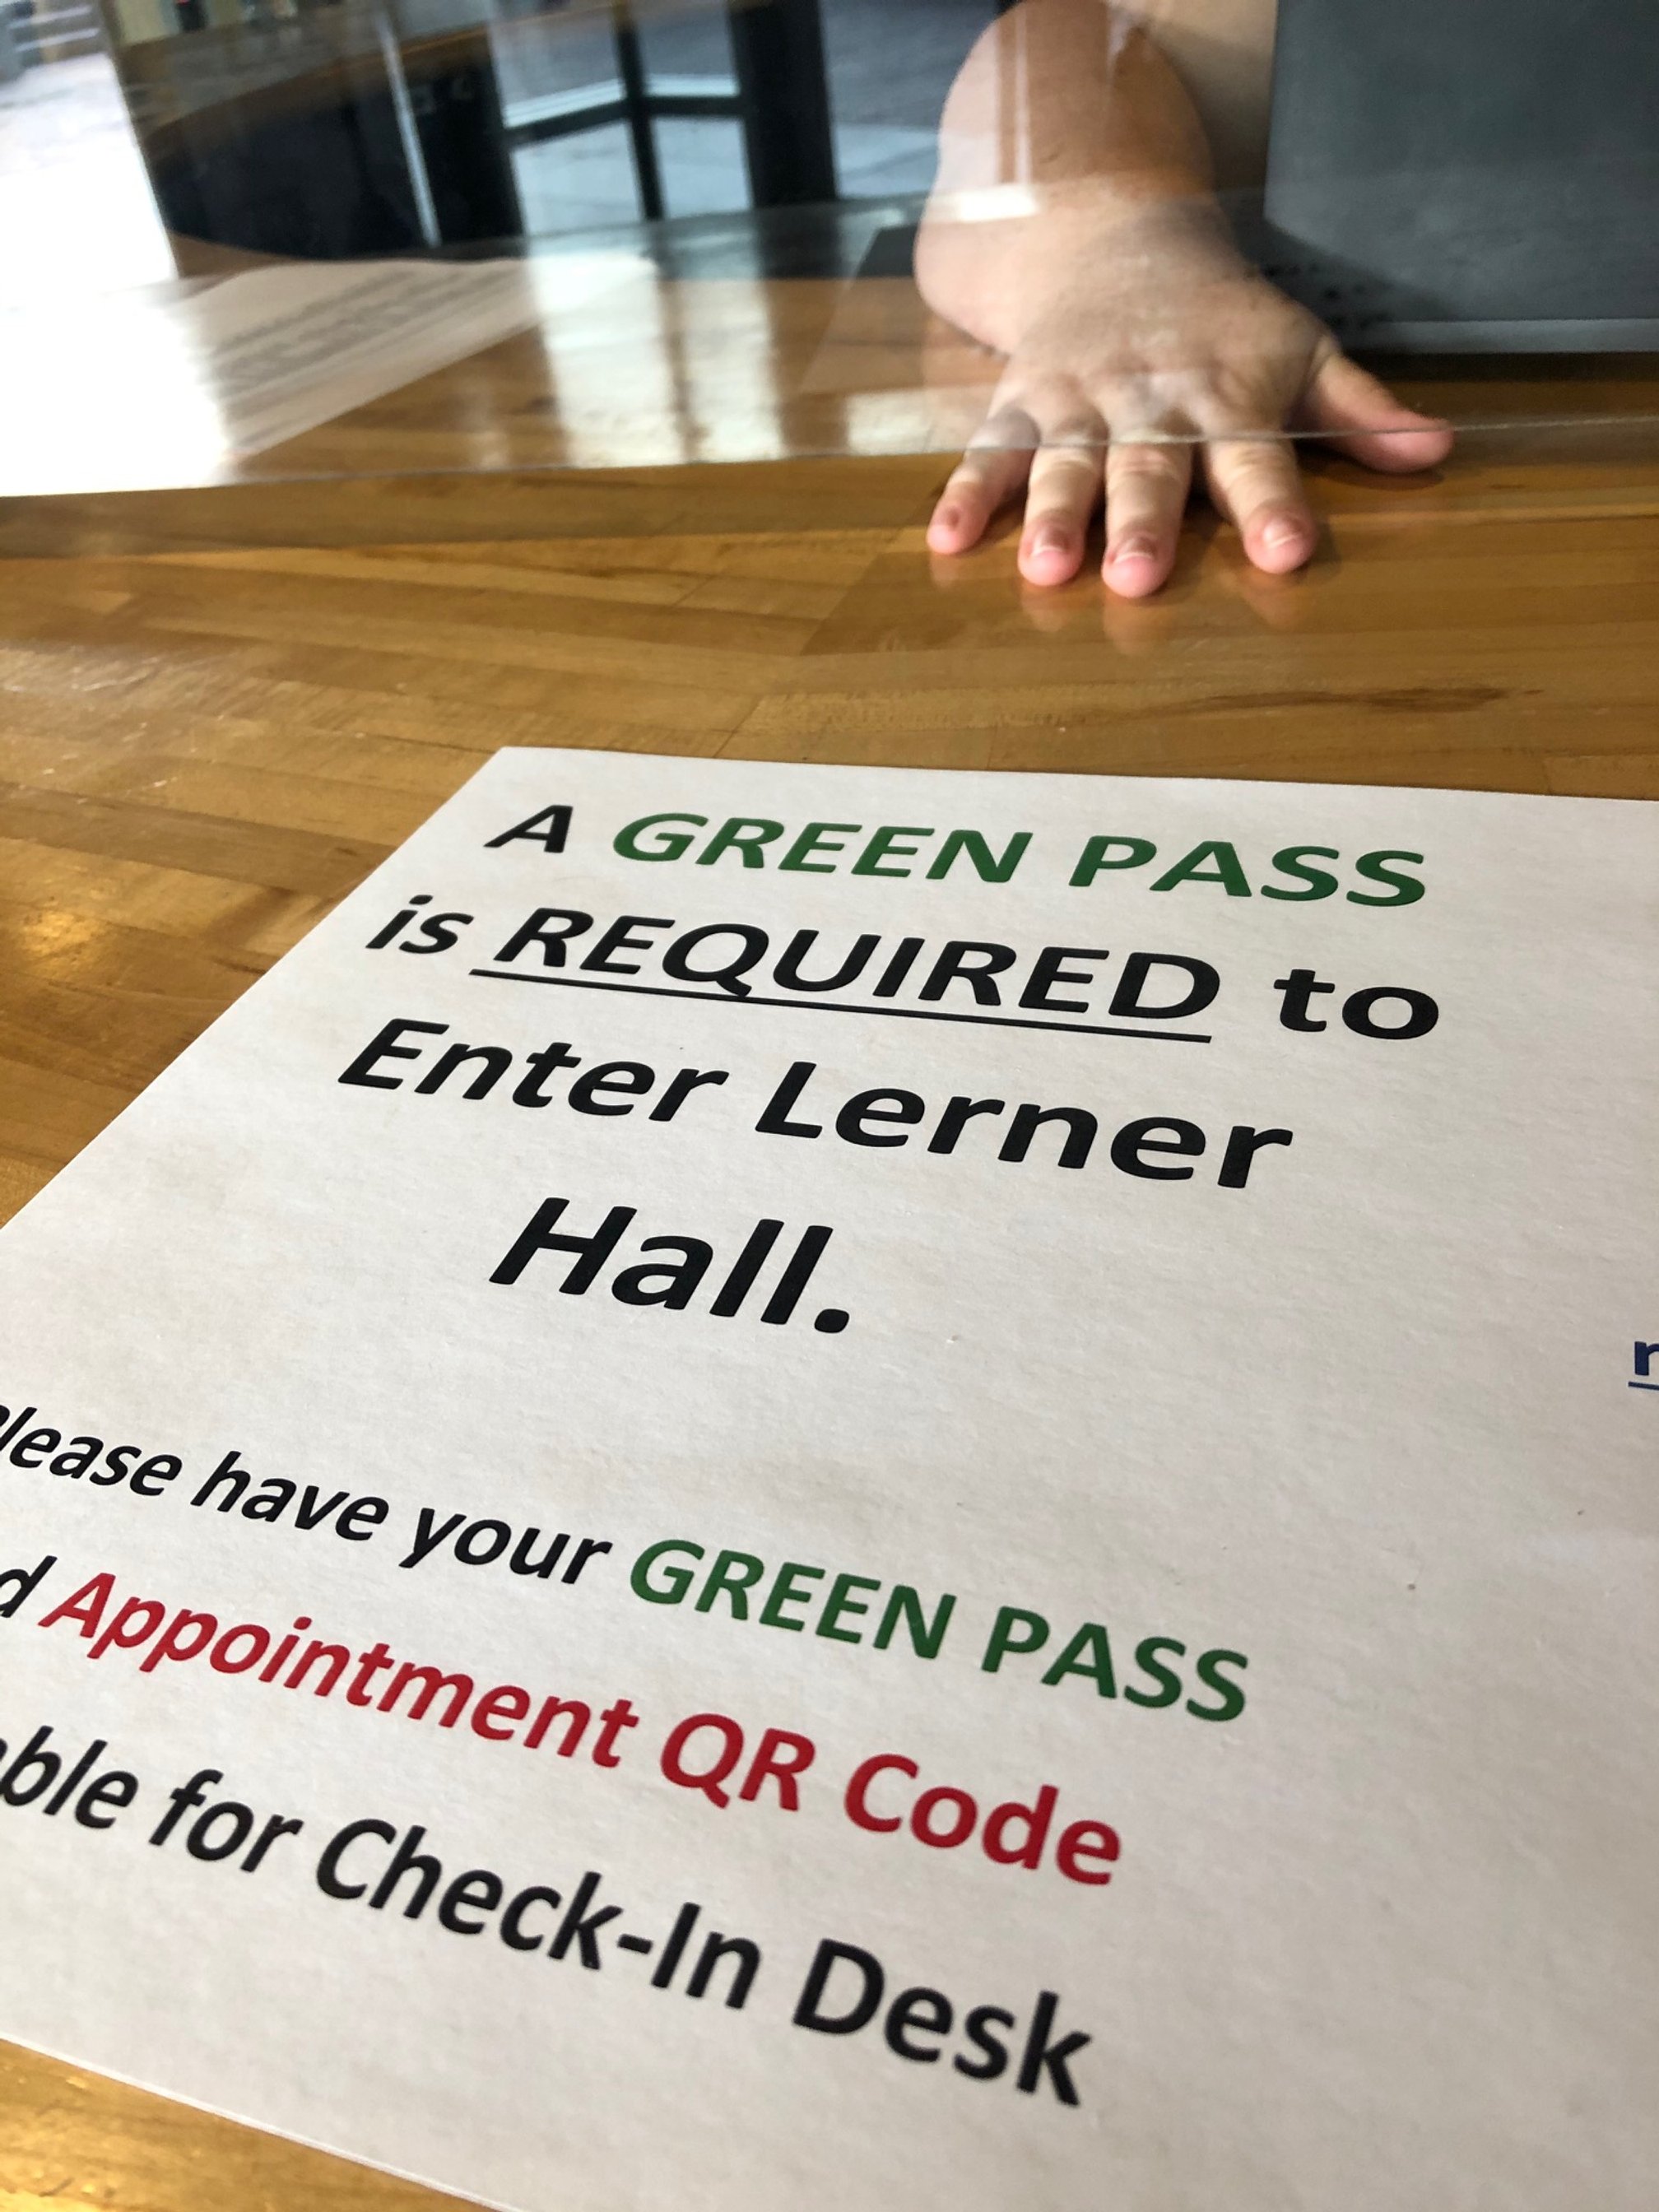 A GREEN PASS
is REQUIRED to
Enter Lerner
Hall.
lease have your GREEN PASS
d Appointment QR Code
ble for Check-In Desk